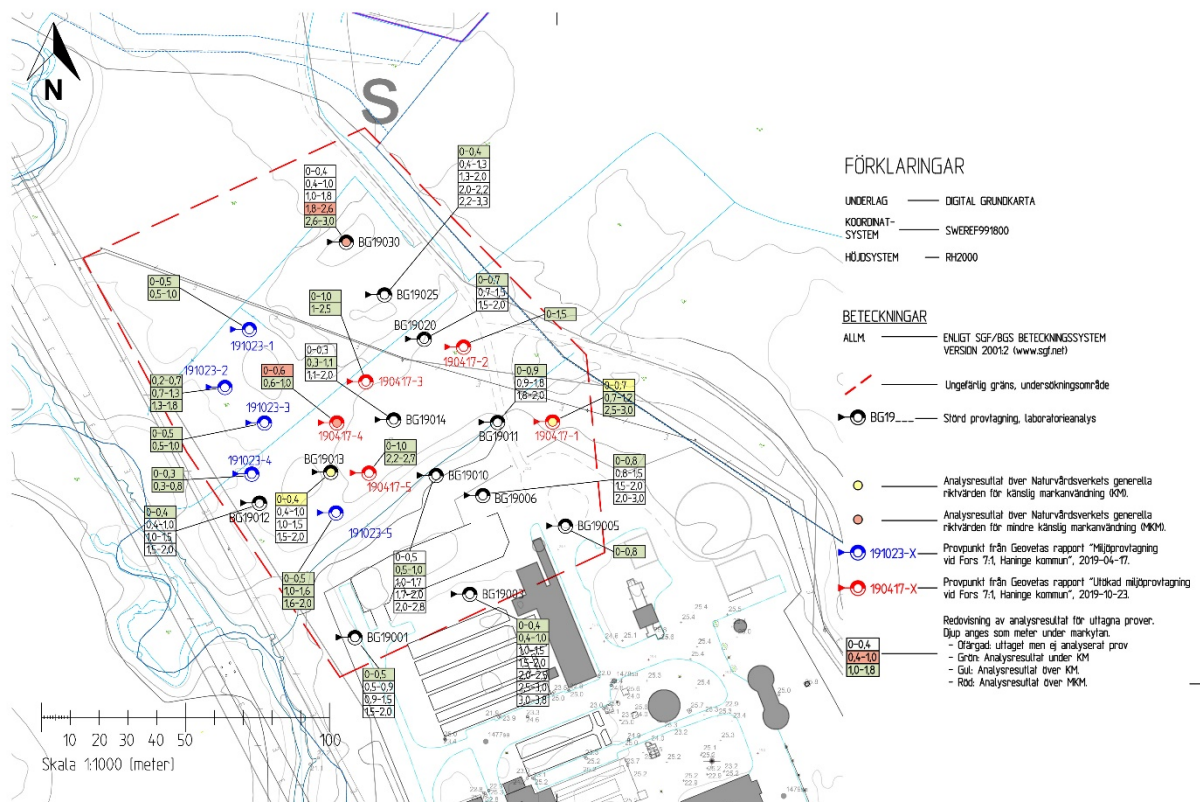 N
S
0-0,4
0,4-1,0
1,0-1,8
1,8-2,6
2,6-3,0
BG19030
0-0,4
0,4-1,3
1,3-2,0
2,0-2,2
2,2-3,3
BG19025
0-0,5
0,5-1,0
191023-1
0-1,0
1-2,5
190417-3
0-0,7
0,7-1,5
1,5-2,0
BG19020
0-1,5
190417-2
191023-2
0,2-0,7
0,7-1,3
1,3-1,8
0-0,6
0,6-1,0
190417-4
0-0,3
0,3-1,1
1,1-2,0
BG19014
0-0,9
0,9-1,8
1,8-2,0
BG19011
0-0,7
0,7-1,2
2,5-3,0
190417-1
191023-3
0-0,5
0,5-1,0
191023-4
0-0,3
0,3-0,8
BG19013
0-0,4
0,4-1,0
1,0-1,5
1,5-2,0
0-1,0
2,2-2,7
190417-5
BG19010
0-0,5
0,5-1,0
1,0-1,7
1,7-2,0
2,0-2,8
0-0,8
0,8-1,5
1,5-2,0
2,0-3,0
BG19006
BG19012
0-0,4
0,4-1,0
1,0-1,5
1,5-2,0
191023-5
0-0,5
1,0-1,6
1,6-2,0
BG19005
0-0,8
BG19003
0-0,4
0,4-1,0
1,0-1,5
1,5-2,0
2,0-2,5
2,5-3,0
3,0-3,8
BG19001
0-0,5
0,5-0,9
0,9-1,5
1,5-2,0
10 20 30 40 50 100
Skala 1:1000 (meter)
FÖRKLARINGAR
UNDERLAG DIGITAL GRUNDKARTA
KOORDINAT-
SYSTEM SWEREF991800
HÖJDSYSTEM RH2000
BETECKNINGAR
ALLM. ENLIGT SGF/BGS BETECKNINGSSYSTEM
VERSION 2001:2 (www.sgf.net)
Ungefärlig gräns, undersökningsområde
BG19___ Störd provtagning, laboratorieanalys
Analysresultat över Naturvårdsverkets generella
riktvärden för känslig markanvändning (KM).
Analysresultat över Naturvårdsverkets generella
riktvärden för mindre känslig markanvändning (MKM).
191023-X Provpunkt från Geovetas rapport "Miljöprovtagning
vid Fors 7:1, Haninge kommun", 2019-04-17.
190417-X Provpunkt från Geovetas rapport "Utökad miljöprovtagning
vid Fors 7:1, Haninge kommun", 2019-10-23.
Redovisning av analysresultat för uttagna prover.
Djup anges som meter under markytan.
0-0,4
0,4-1,0
1,0-1,8
- Ofärgad: uttaget men ej analyserat prov
- Grön: Analysresultat under KM
- Gul: Analysresultat över KM.
- Röd: Analysresultat över MKM.